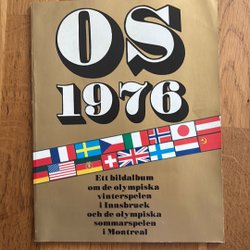 OS
1976
Ett bildalbum
om de olympiska
vinterspelen
i Innsbruck
och de olympiska
sommarspelen
i Montreal